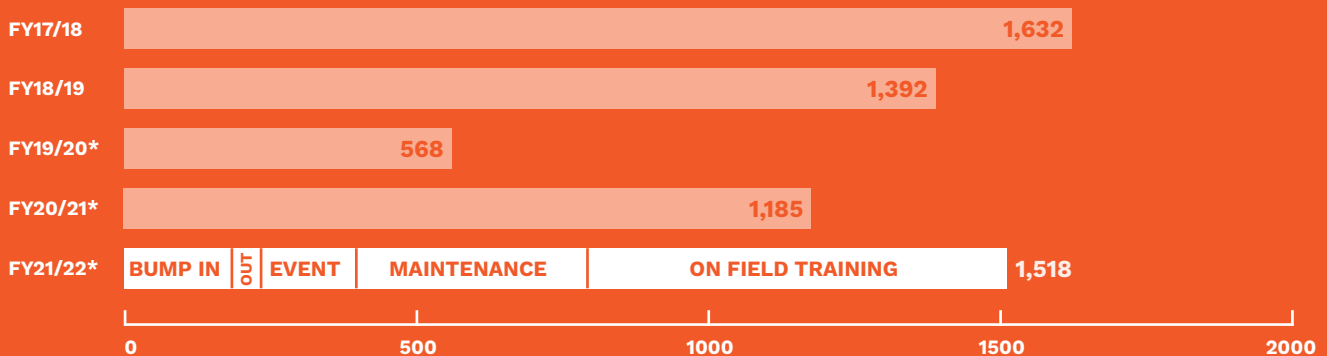 FY17/18 1,632
FY18/19 1,392
FY19/20* 568
FY20/21* 1,185
FY21/22* BUMP IN OUT EVENT MAINTENANCE ON FIELD TRAINING 1,518
0 500 1000 1500 2000